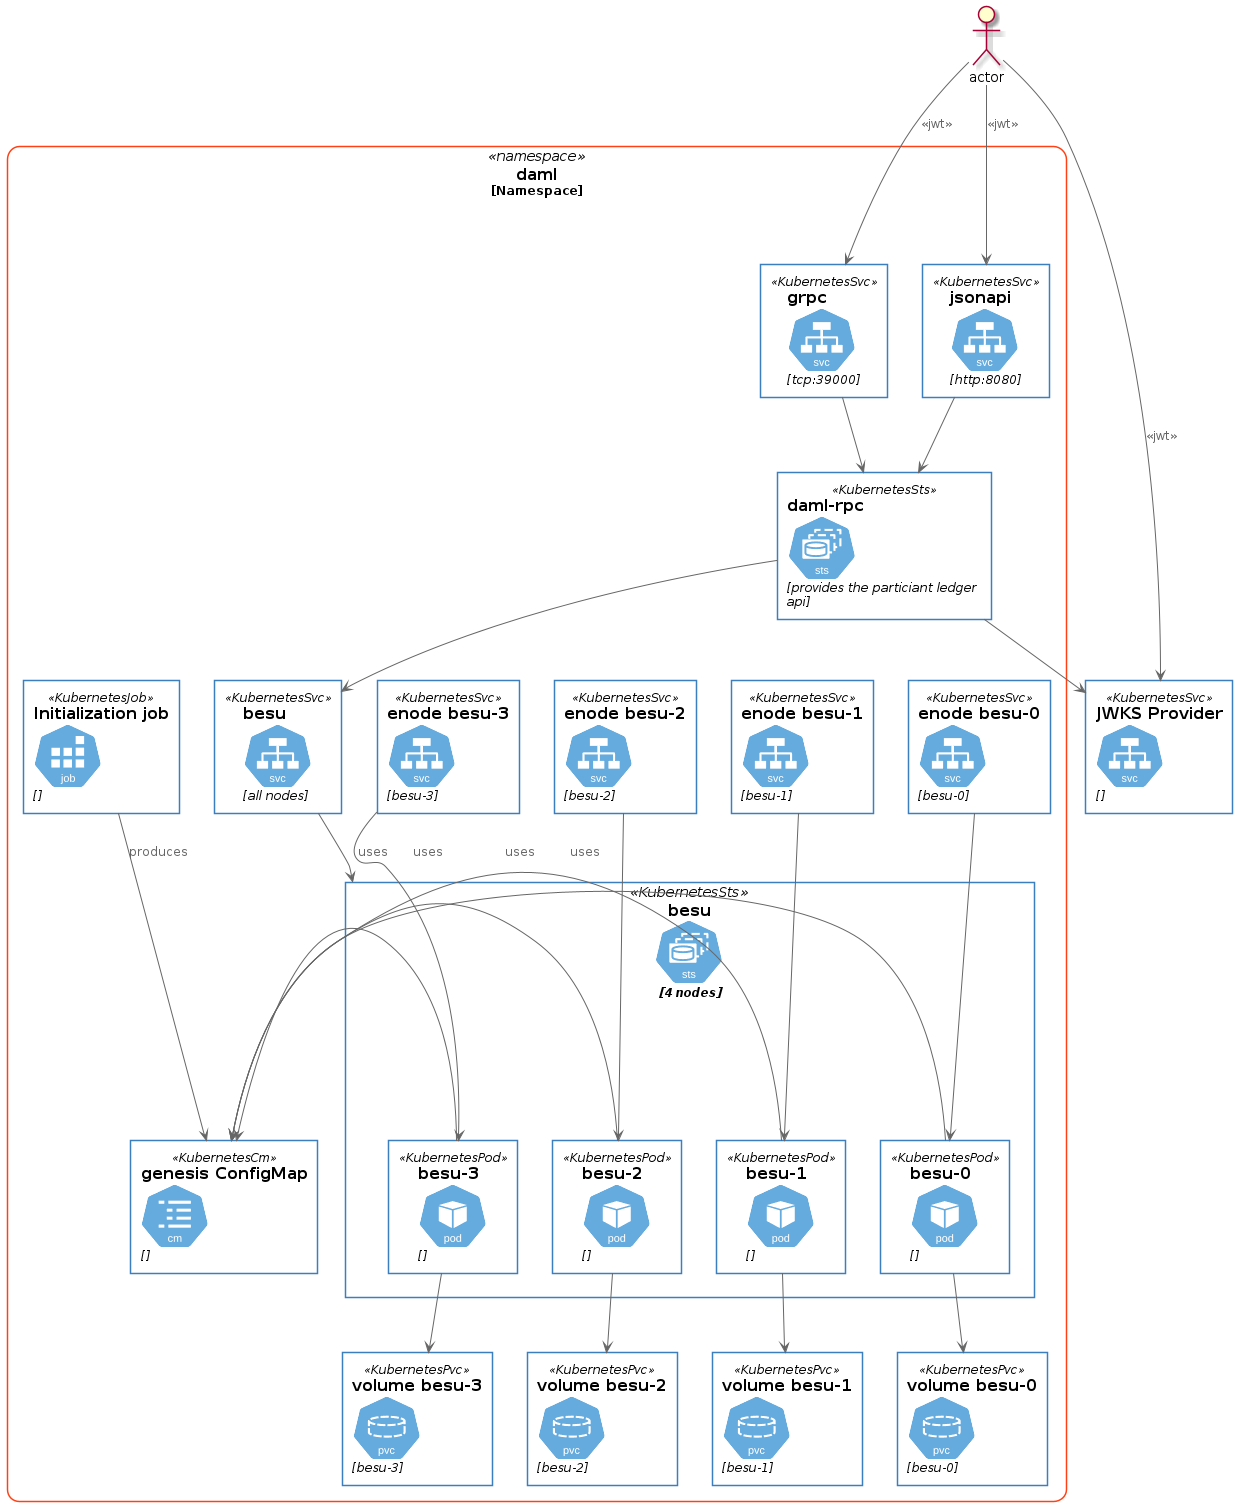 actor
«jwt»
«jwt»
«namespace»
daml
[Namespace]
«KubernetesSvc»
grpc
svc
[tcp:39000]
«KubernetesSvc»
jsonapi
svc
[http:8080]
«jwt»
«KubernetesSts»
daml-rpc
sts
[provides the particiant ledger
api]
«KubernetesJob»
Initialization job
job
[]
«KubernetesSvc»
besu
svc
[all nodes]
«KubernetesSvc»
enode besu-3
svc
[besu-3]
«KubernetesSvc»
enode besu-2
svc
[besu-2]
«KubernetesSvc»
enode besu-1
svc
[besu-1]
«KubernetesSvc»
enode besu-0
svc
[besu-0]
«KubernetesSvc»
JWKS Provider
svc
[]
produces
uses
uses
uses
uses
«KubernetesSts»
besu
sts
[4 nodes]
«KubernetesCm»
genesis ConfigMap
cm
[]
«KubernetesPod»
besu-3
pod
[]
«KubernetesPod»
besu-2
pod
[]
«KubernetesPod»
besu-1
pod
[]
«KubernetesPod»
besu-0
pod
[]
«KubernetesPvc»
volume besu-3
pvc
[besu-3]
«KubernetesPvc»
volume besu-2
pvc
[besu-2]
«KubernetesPvc»
volume besu-1
pvc
[besu-1]
«KubernetesPvc»
volume besu-0
pvc
[besu-0]